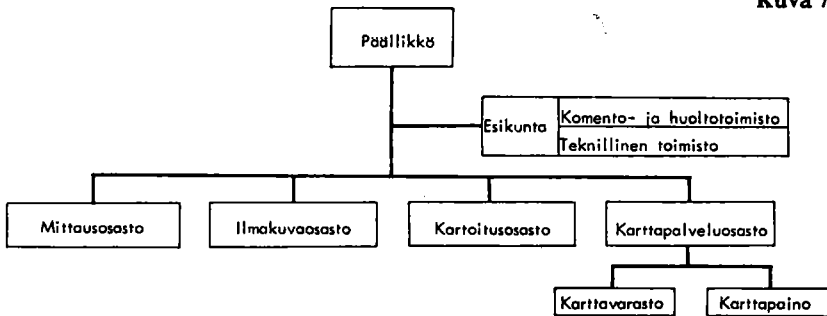 Kuva 7
Päällikkö
Esikunta
Komento- ja huoltotoimisto
Teknillinen toimisto
Mittausosasto
Ilmakuvaosasto
Kartoitusosasto
Karttapalveluosasto
Karttavarasto
Karttapaino